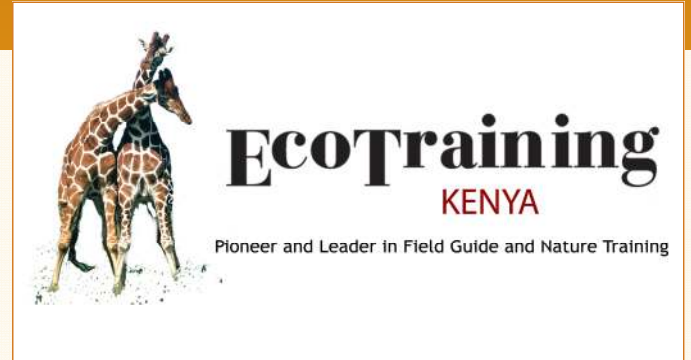 EcoTraining
KENYA
Pioneer and Leader in Field Guide and Nature Training